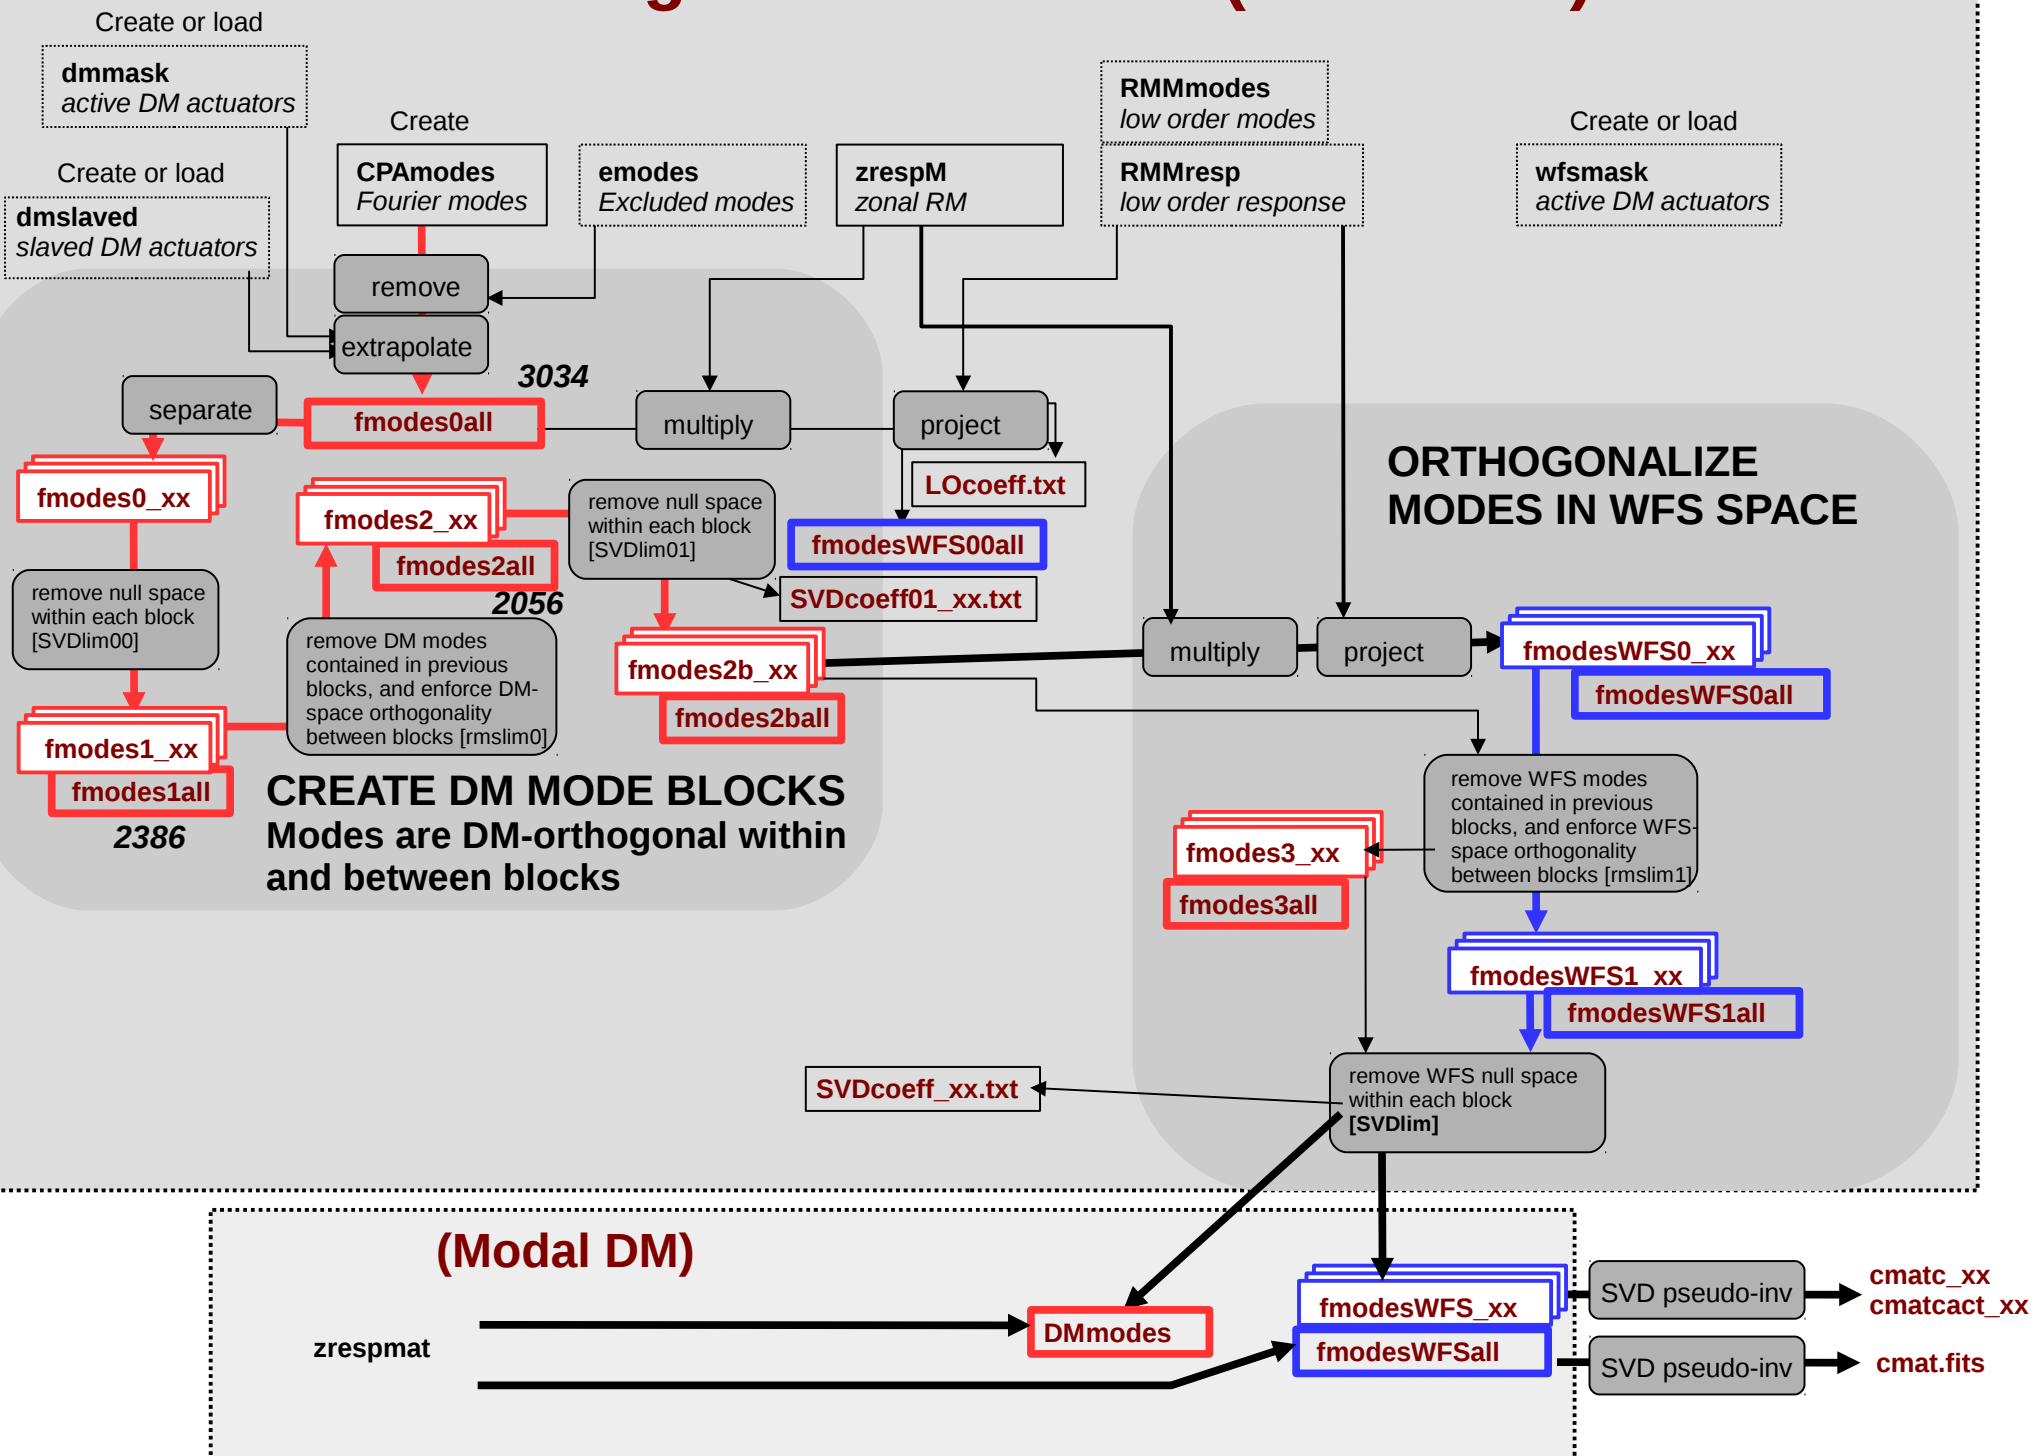 Create or load
dmmask
active DM actuators
Create or load
dmslaved
slaved DM actuators
Create
CPAmodes
Fourier modes
emodes
Excluded modes
zrespM
zonal RM
RMMmodes
low order modes
RMMresp
low order response
Create or load
wfsmask
active DM actuators
remove
extrapolate
3034
separate
fmodes0all
multiply
project
LOcoeff.txt
fmodesWFS00all
fmodes0_xx
fmodes2_xx
fmodes2all
2056
remove null space
within each block
[SVDlim01]
SVDcoeff01_xx.txt
remove null space
within each block
[SVDlim00]
remove DM modes
contained in previous
blocks, and enforce DM-
space orthogonality
between blocks [rmslim0]
fmodes2b_xx
fmodes2ball
fmodes1_xx
fmodes1all
2386
CREATE DM MODE BLOCKS
Modes are DM-orthogonal within
and between blocks
ORTHOGONALIZE
MODES IN WFS SPACE
multiply
project
fmodesWFS0_xx
fmodesWFS0all
remove WFS modes
contained in previous
blocks, and enforce WFS-
space orthogonality
between blocks [rmslim1]
fmodes3_xx
fmodes3all
fmodesWFS1_xx
fmodesWFS1all
SVDcoeff_xx.txt
remove WFS null space
within each block
[SVDlim]
(Modal DM)
zrespmat
DMmodes
fmodesWFS_xx
fmodesWFSall
SVD pseudo-inv
cmatc_xx
cmatcact_xx
SVD pseudo-inv
cmat.fits